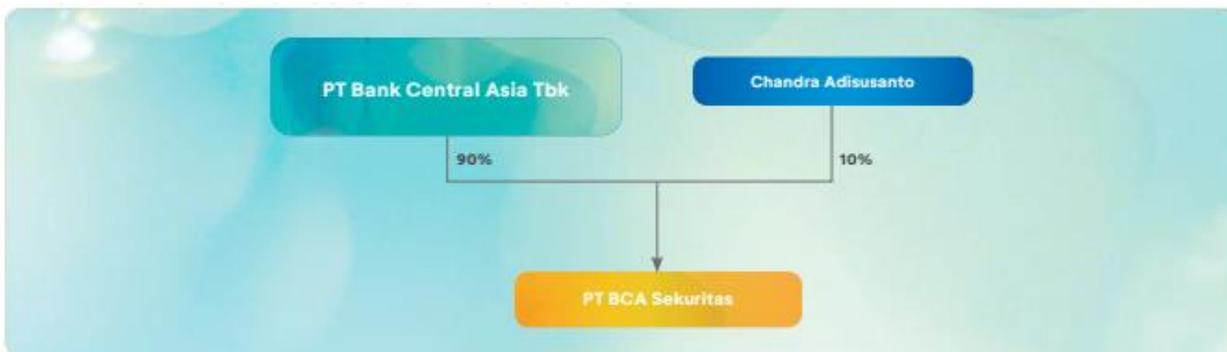 PT Bank Central Asia Tbk
Chandra Adisusanto
90%
10%
PT BCA Sekuritas